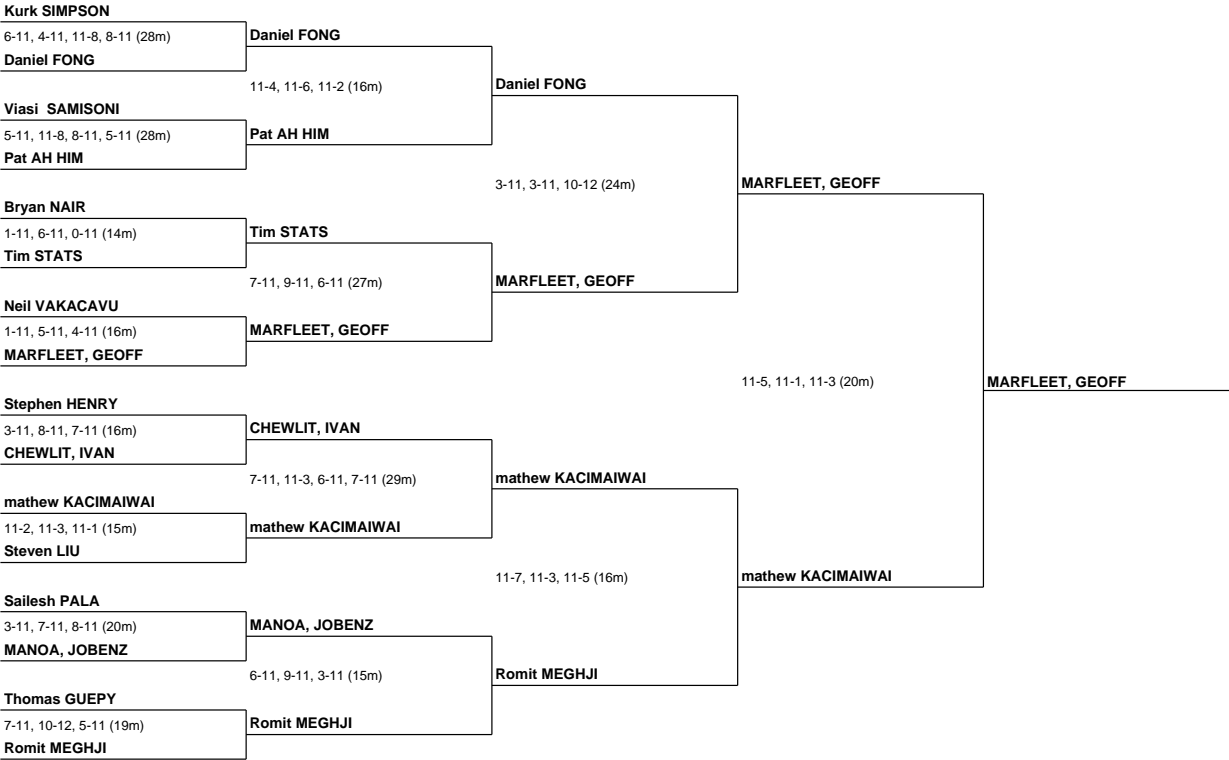 Kurk SIMPSON
6-11, 4-11, 11-8, 8-11 (28m)
Daniel FONG
Daniel FONG
11-4, 11-6, 11-2 (16m)
Daniel FONG
Viasi  SAMISONI
5-11, 11-8, 8-11, 5-11 (28m)
Pat AH HIM
Pat AH HIM
3-11, 3-11, 10-12 (24m)
MARFLEET, GEOFF
Bryan NAIR
1-11, 6-11, 0-11 (14m)
Tim STATS
Tim STATS
7-11, 9-11, 6-11 (27m)
MARFLEET, GEOFF
Neil VAKACAVU
1-11, 5-11, 4-11 (16m)
MARFLEET, GEOFF
MARFLEET, GEOFF
11-5, 11-1, 11-3 (20m)
MARFLEET, GEOFF
Stephen HENRY
3-11, 8-11, 7-11 (16m)
CHEWLIT, IVAN
CHEWLIT, IVAN
7-11, 11-3, 6-11, 7-11 (29m)
mathew KACIMAIWAI
mathew KACIMAIWAI
11-2, 11-3, 11-1 (15m)
Steven LIU
mathew KACIMAIWAI
11-7, 11-3, 11-5 (16m)
mathew KACIMAIWAI
Sailesh PALA
3-11, 7-11, 8-11 (20m)
MANOA, JOBENZ
MANOA, JOBENZ
6-11, 9-11, 3-11 (15m)
Romit MEGHJI
Thomas GUEPY
7-11, 10-12, 5-11 (19m)
Romit MEGHJI
Romit MEGHJI